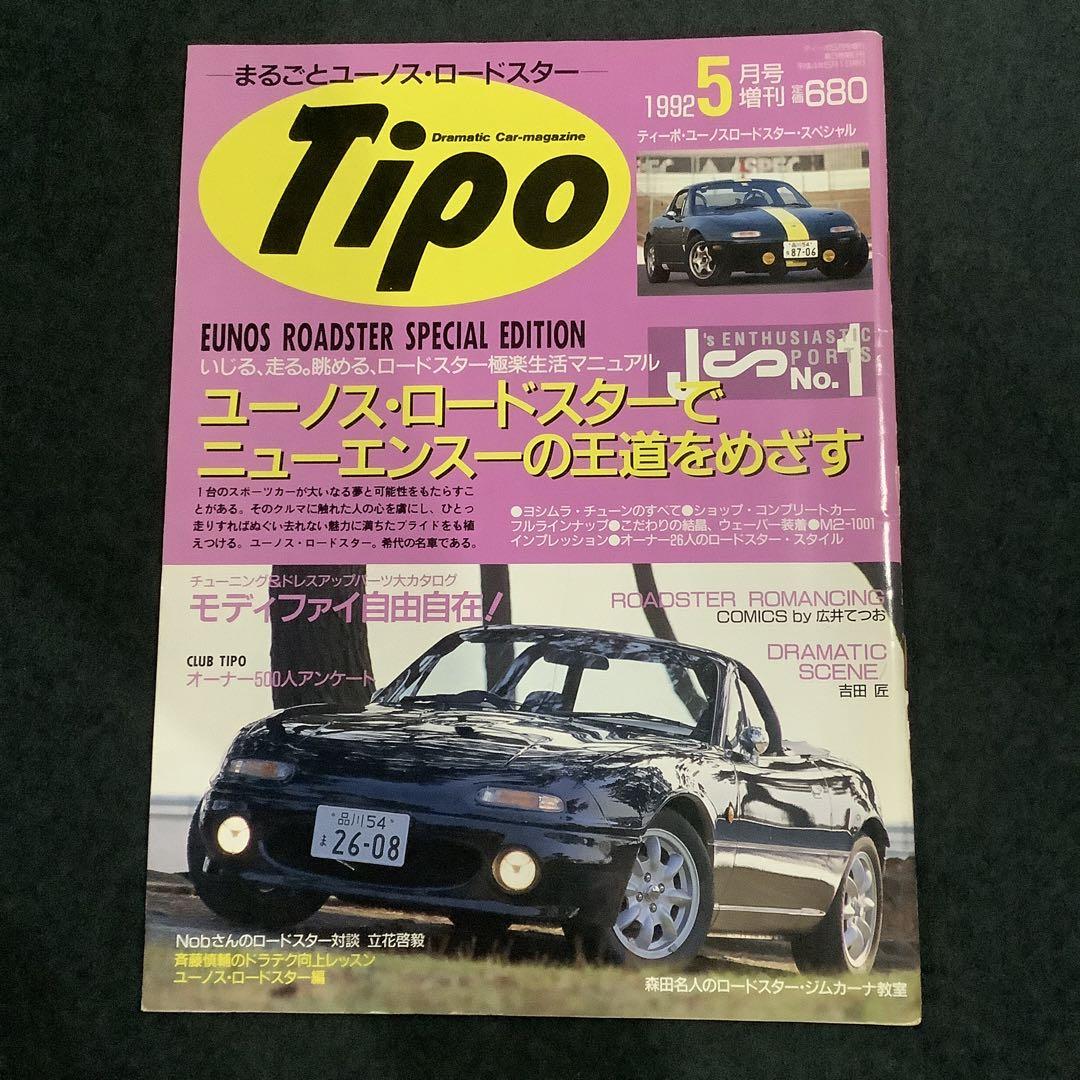 まるごとユーノス・ロードスター
Dramatic Car-magazine
Tipo
1992 5月号増刊 定価680
ティーポ・ユーノスロードスター・スペシャル
品川54
87-06
EUNOS ROADSTER SPECIAL EDITION
いじる、走る。眺める、ロードスター極楽生活マニュアル
J's ENTHUSIASTIC
SPORTS
No.1
ユーノス・ロードスターで
ニューエンスーの王道をめざす
1台のスポーツカーが大いなる夢と可能性をもたらすこ
とがある。そのクルマに触れた人の心を虜にし、ひとっ
走りすればぬぐい去れない魅力に満ちたプライドをも植
えつける。ユーノス・ロードスター。希代の名車である。
●ヨシムラ・チューンのすべて●ショップ・コンプリートカー
フルラインナップ●こだわりの結晶、ウェーバー装着●M2-1001
インプレッション●オーナー26人のロードスター・スタイル
チューニング&ドレスアップパーツ大カタログ
モディファイ自由自在!
ROADSTER ROMANCING
COMICS by 広井てつお
CLUB TIPO
オーナー500人アンケート
DRAMATIC
SCENE
吉田 匠
品川54
ま 26-08
Nobさんのロードスター対談 立花啓毅
斉藤慎輔のドラテク向上レッスン
ユーノス・ロードスター編
森田名人のロードスター・ジムカーナ教室